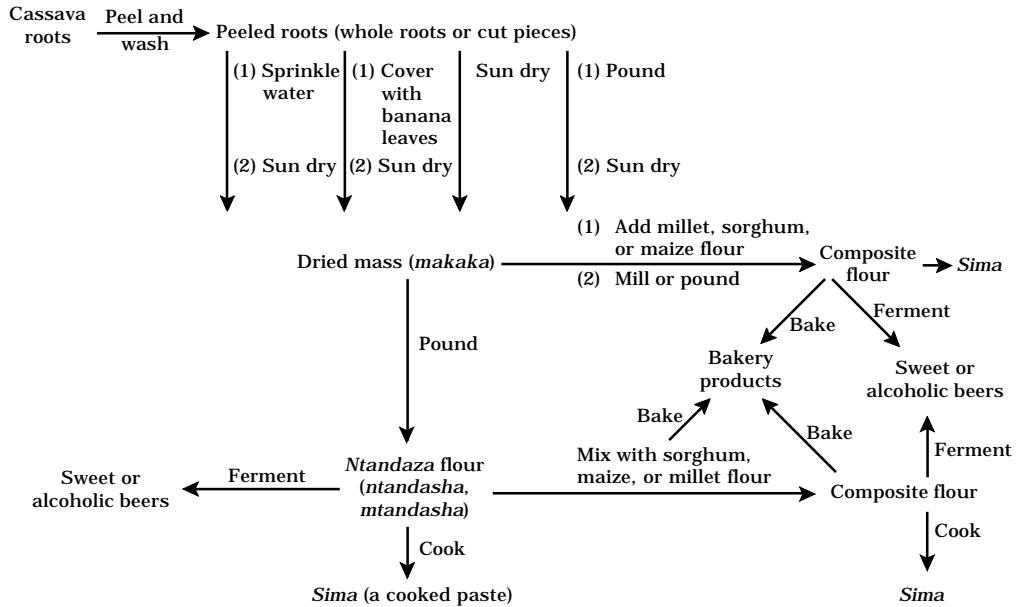 Cassava
roots
Peel and
wash
Peeled roots (whole roots or cut pieces)
(1) Sprinkle
water
(2) Sun dry
(1) Cover
with
banana
leaves
(2) Sun dry
Sun dry
(1) Pound
(2) Sun dry
Dried mass (makaka)
(1) Add millet, sorghum,
or maize flour
(2) Mill or pound
Composite
flour
Sima
Bake
Ferment
Pound
Bakery
products
Sweet or
alcoholic beers
Bake
Bake
Ferment
Sweet or
alcoholic beers
Ferment
Ntandaza flour
(ntandasha,
mtandasha)
Mix with sorghum,
maize, or millet flour
Composite flour
Cook
Cook
Sima (a cooked paste)
Sima